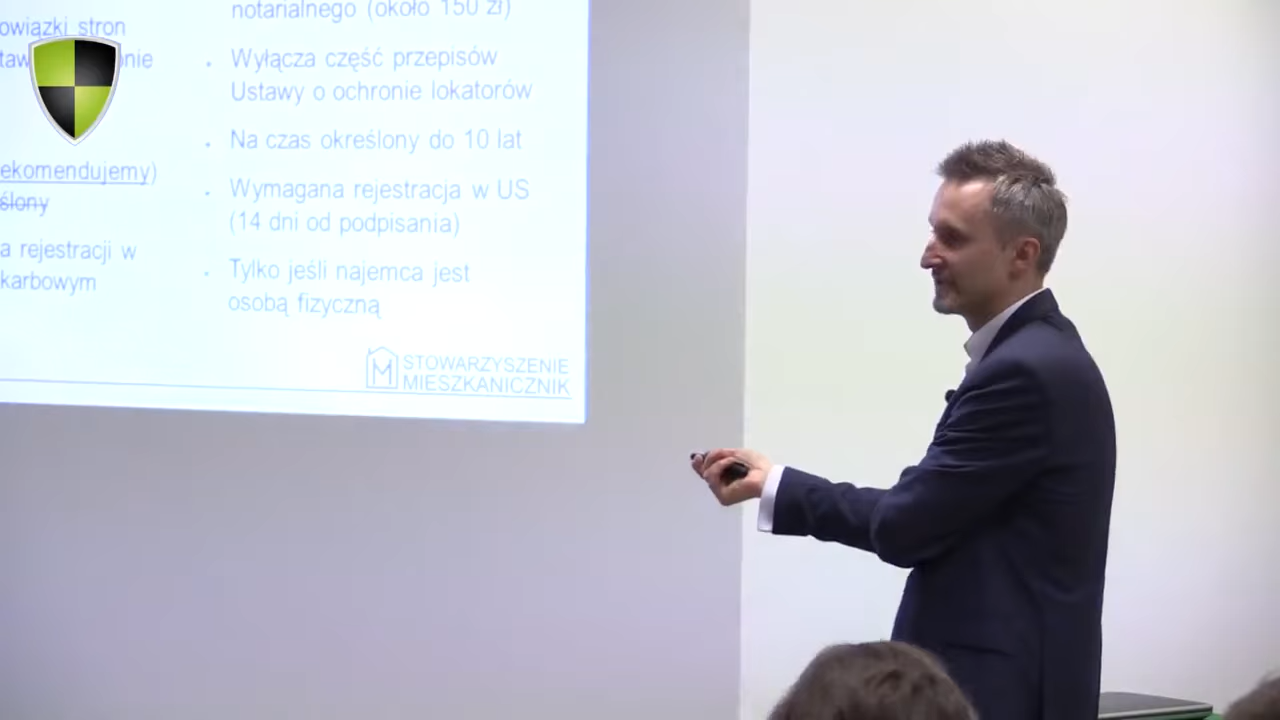 owiązki stron
ekomendujemy)
ślony
a rejestracji w
karbowym
notarialnego (około 150 zł)
Wyłącza część przepisów
Ustawy o ochronie lokatorów
Na czas określony do 10 lat
Wymagana rejestracja w US
(14 dni od podpisania)
Tylko jeśli najemca jest
osobą fizyczną
STOWARZYSZENIE
MIESZKANICZNIK